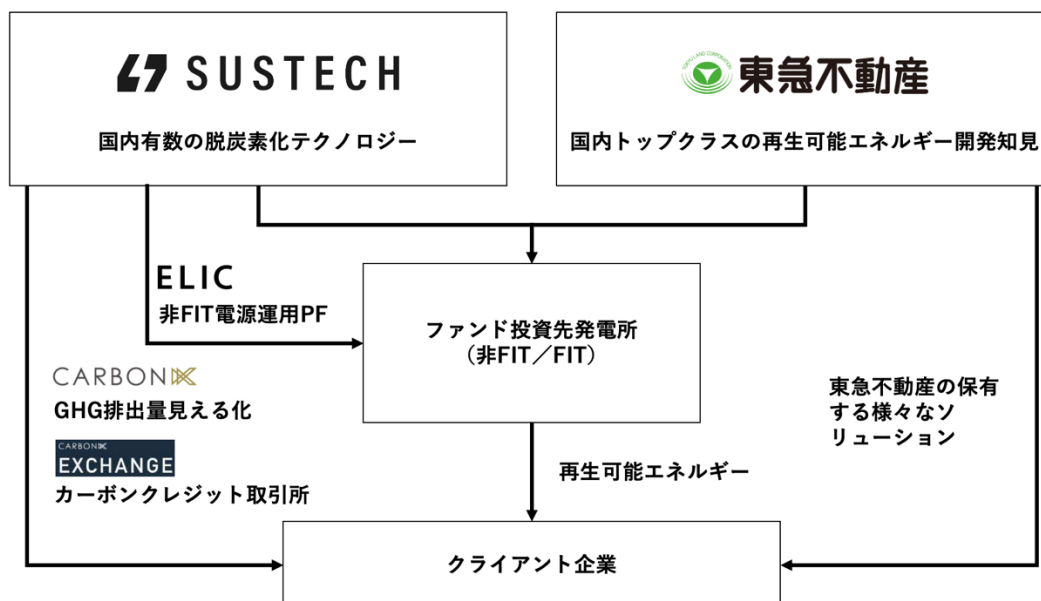 SUSTECH
国内有数の脱炭素化テクノロジー
TOKYU LAND CORPORATION
東急不動産
国内トップクラスの再生可能エネルギー開発知見
ELIC
非FIT電源運用PF
ファンド投資先発電所
（非FIT／FIT）
CARBONIX
GHG排出量見える化
CARBONIX
EXCHANGE
カーボンクレジット取引所
東急不動産の保有
する様々なソ
リューション
再生可能エネルギー
クライアント企業